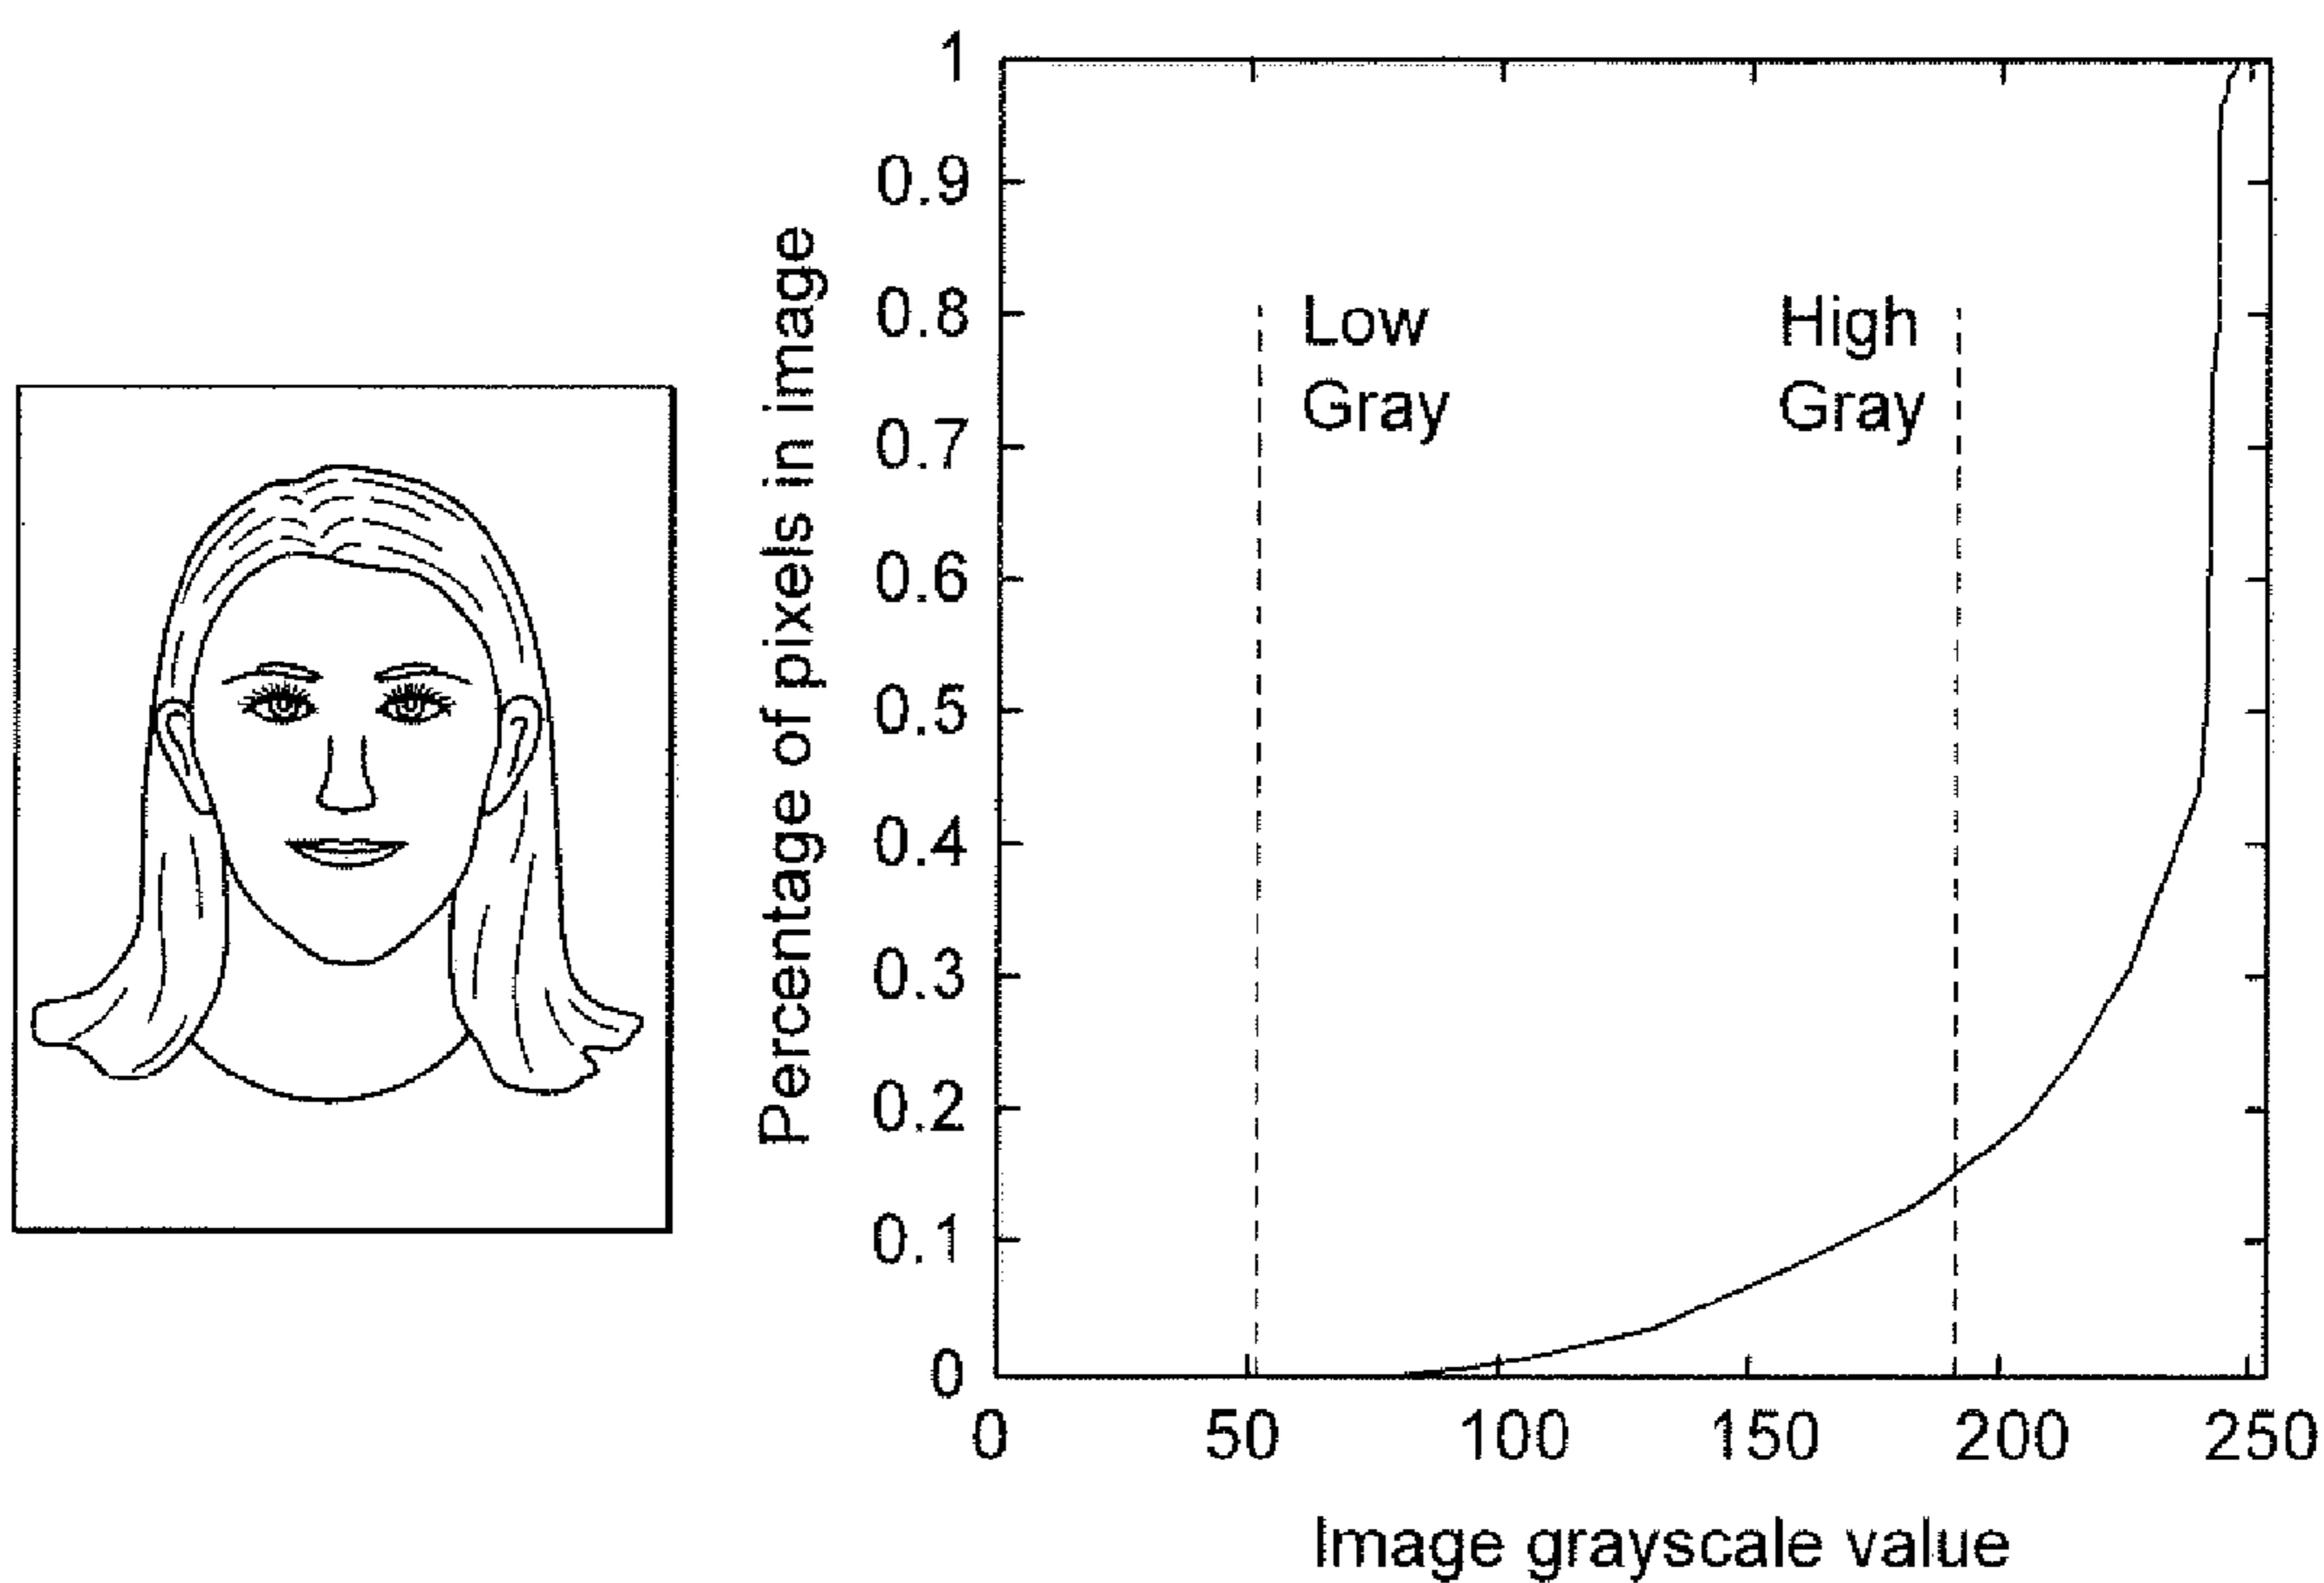 Percentage of pixels in image
1
0.9
0.8
0.7
0.6
0.5
0.4
0.3
0.2
0.1
0
Low
Gray
High
Gray
0 50 100 150 200 250
Image grayscale value